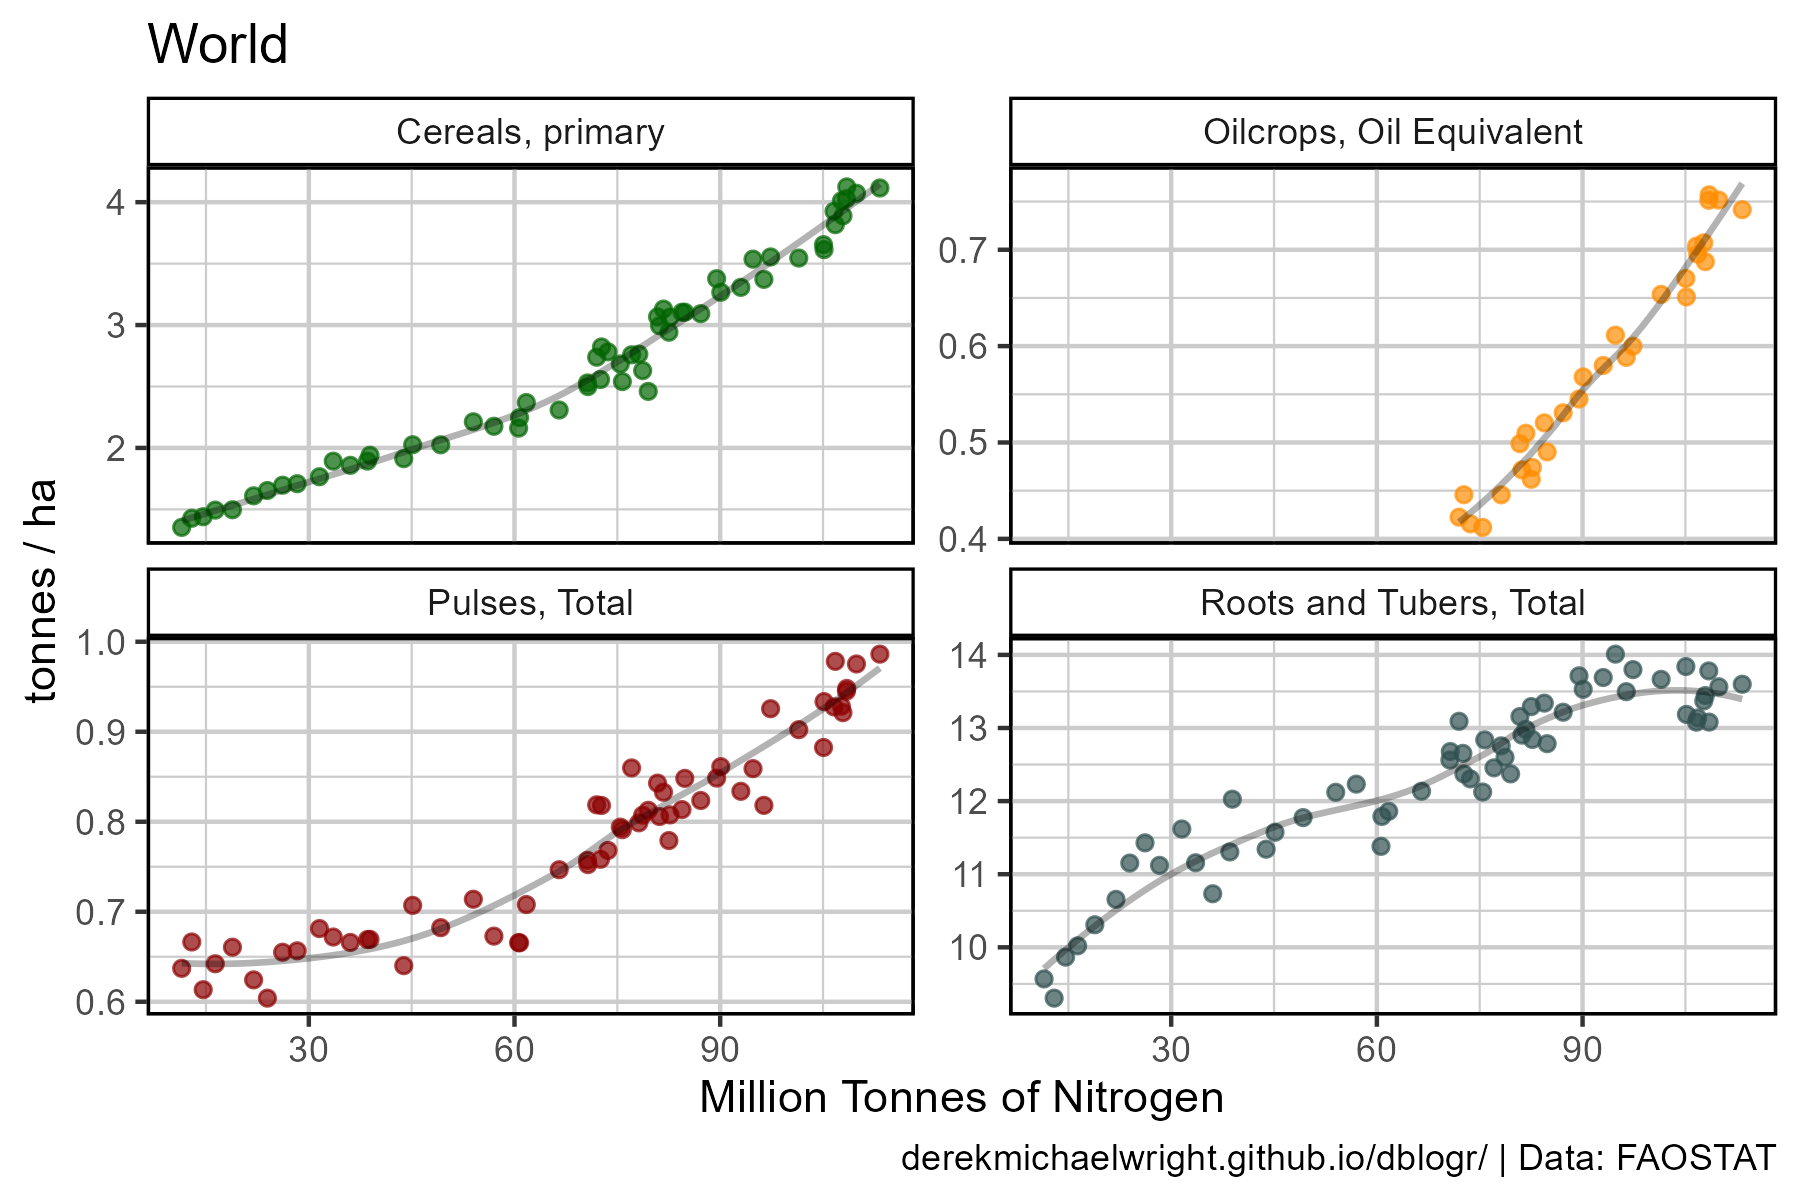 World
Cereals, primary
Oilcrops, Oil Equivalent
4
3
2
0.7
0.6
0.5
0.4
tonnes / ha
Pulses, Total
Roots and Tubers, Total
1.0
0.9
0.8
0.7
0.6
14
13
12
11
10
30 60 90
30 60 90
Million Tonnes of Nitrogen
derekmichaelwright.github.io/dblogr/ | Data: FAOSTAT